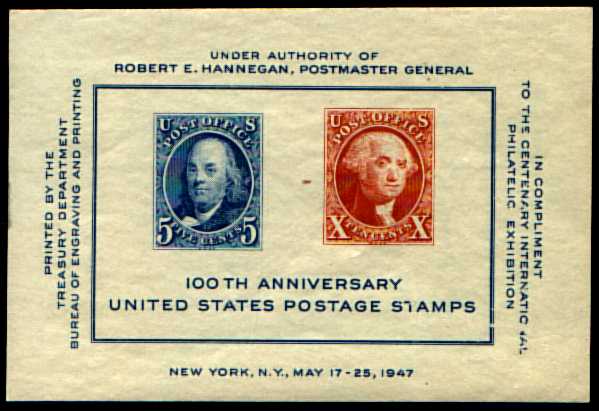 UNDER AUTHORITY OF
ROBERT E. HANNEGAN, POSTMASTER GENERAL
PRINTED BY THE
TREASURY DEPARTMENT
BUREAU OF ENGRAVING AND PRINTING
U S
POST OFFICE
5 5
FIVE CENTS
U S
POST OFFICE
X X
TEN CENTS
IN COMPLIMENT
TO THE CENTENARY INTERNATIONAL
PHILATELIC EXHIBITION
100TH ANNIVERSARY
UNITED STATES POSTAGE STAMPS
NEW YORK, N.Y., MAY 17-25, 1947